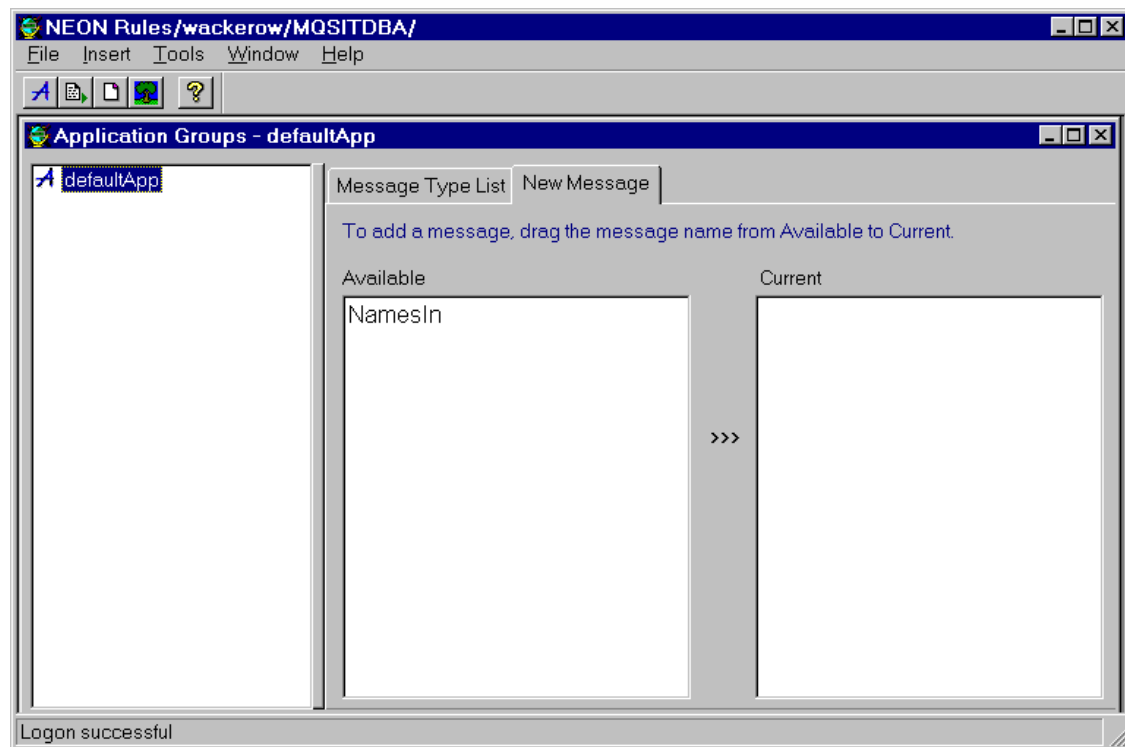 NEON Rules/wackerow/MQSITDBA/
File Insert Tools Window Help
Application Groups - defaultApp
defaultApp
Message Type List New Message
To add a message, drag the message name from Available to Current.
Available Current
NamesIn
>>>
Logon successful